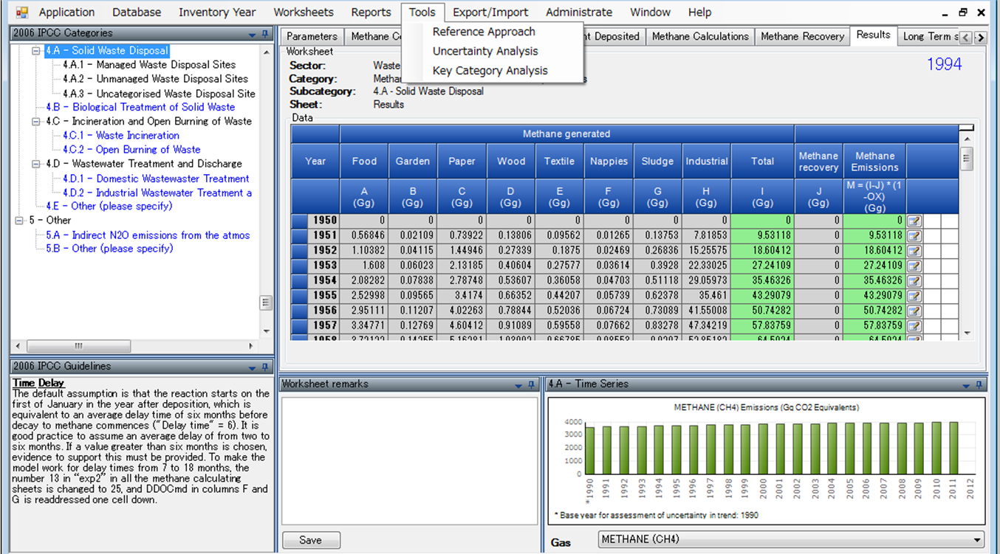 Application Database Inventory Year Worksheets Reports Tools Export/Import Administrate Window Help
Reference Approach
Uncertainty Analysis
Key Category Analysis
2006 IPCC Categories
4.A - Solid Waste Disposal
4.A.1 - Managed Waste Disposal Sites
4.A.2 - Unmanaged Waste Disposal Sites
4.A.3 - Uncategorised Waste Disposal Site
4.B - Biological Treatment of Solid Waste
4.C - Incineration and Open Burning of Waste
4.C.1 - Waste Incineration
4.C.2 - Open Burning of Waste
4.D - Wastewater Treatment and Discharge
4.D.1 - Domestic Wastewaster Treatment
4.D.2 - Industrial Wastewater Treatment a
4.E - Other (please specify)
5 - Other
5.A - Indirect N2O emissions from the atmos
5.B - Other (please specify)
2006 IPCC Guidelines
Time Delay
The default assumption is that the reaction starts on the
first of January in the year after deposition, which is
equivalent to an average delay time of six months before
decay to methane commences ("Delay time" = 6). It is
good practice to assume an average delay of from two to
six months. If a value greater than six months is chosen,
evidence to support this must be provided. To make the
model work for delay times from 7 to 18 months, the
number 13 in "exp2" in all the methane calculating
sheets is changed to 25, and DDOCmd in columns F and
G is readdressed one cell down.
Parameters Methane Ce nt Deposited Methane Calculations Methane Recovery Results Long Term s
Worksheet
1994
Sector: Waste
Category: Metha s
Subcategory: 4.A - Solid Waste Disposal
Sheet: Results
Data
Methane generated
Year Food Garden Paper Wood Textile Nappies Sludge Industrial Total Methane recovery Methane Emissions
A (Gg) B (Gg) C (Gg) D (Gg) E (Gg) F (Gg) G (Gg) H (Gg) I (Gg) J (Gg) M = (I-J) * (1 -OX) (Gg)
1950 0 0 0 0 0 0 0 0 0 0 0
1951 0.56846 0.02109 0.73922 0.13806 0.09562 0.01265 0.13753 7.81853 9.53118 0 9.53118
1952 1.10382 0.04115 1.44946 0.27339 0.1875 0.02469 0.26836 15.25575 18.60412 0 18.60412
1953 1.608 0.06023 2.13185 0.40604 0.27577 0.03614 0.3928 22.33025 27.24109 0 27.24109
1954 2.08282 0.07838 2.78748 0.53607 0.36058 0.04703 0.51118 29.05973 35.46326 0 35.46326
1955 2.52998 0.09565 3.4174 0.66352 0.44207 0.05739 0.62378 35.461 43.29079 0 43.29079
1956 2.95111 0.11207 4.02263 0.78844 0.52036 0.06724 0.73089 41.55008 50.74282 0 50.74282
1957 3.34771 0.12769 4.60412 0.91089 0.59558 0.07662 0.83278 47.34219 57.83759 0 57.83759
Worksheet remarks
Save
4.A - Time Series
METHANE (CH4) Emissions (Gg CO2 Equivalents)
4000
3000
2000
1000
0
*1990 1991 1992 1993 1994 1995 1996 1997 1998 1999 2000 2001 2002 2003 2004 2005 2006 2007 2008 2009 2010 2011 2012
* Base year for assessment of uncertainty in trend: 1990
Gas METHANE (CH4)